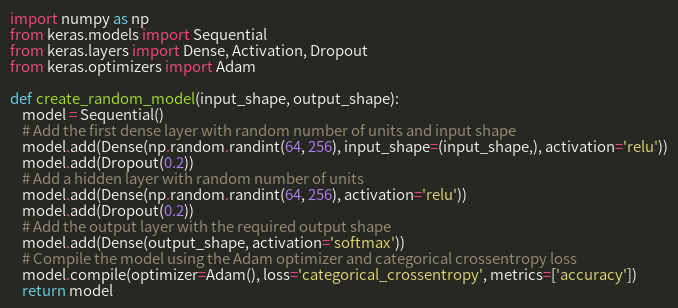 import numpy as np
from keras.models import Sequential
from keras.layers import Dense, Activation, Dropout
from keras.optimizers import Adam

def create_random_model(input_shape, output_shape):
    model = Sequential()
    # Add the first dense layer with random number of units and input shape
    model.add(Dense(np.random.randint(64, 256), input_shape=(input_shape,), activation='relu'))
    model.add(Dropout(0.2))
    # Add a hidden layer with random number of units
    model.add(Dense(np.random.randint(64, 256), activation='relu'))
    model.add(Dropout(0.2))
    # Add the output layer with the required output shape
    model.add(Dense(output_shape, activation='softmax'))
    # Compile the model using the Adam optimizer and categorical crossentropy loss
    model.compile(optimizer=Adam(), loss='categorical_crossentropy', metrics=['accuracy'])
    return model